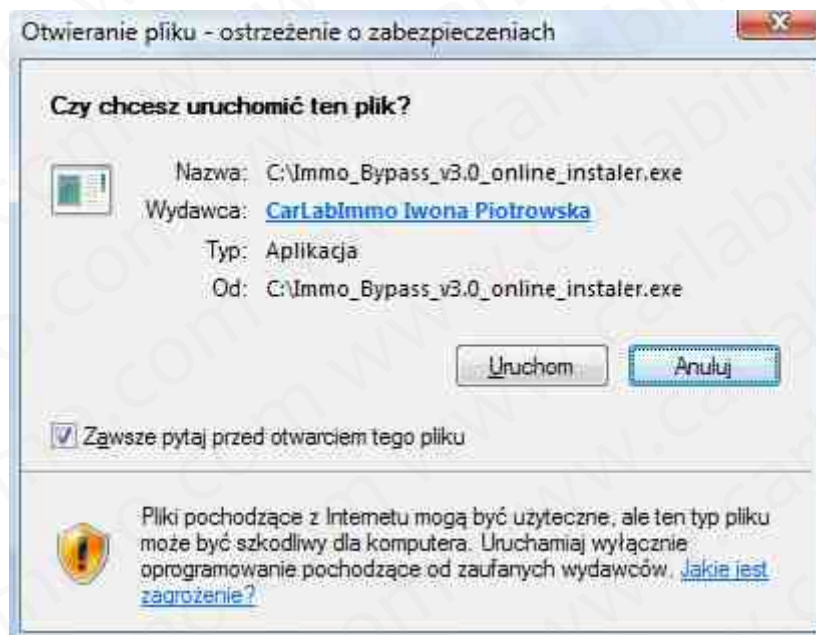 Otwieranie pliku - ostrzeżenie o zabezpieczeniach
Czy chcesz uruchomić ten plik?
Nazwa: C:\Immo_Bypass_v3.0_online_instaler.exe
Wydawca: CarLabImmo Iwona Piotrowska
Typ: Aplikacja
Od: C:\Immo_Bypass_v3.0_online_instaler.exe
Uruchom Anuluj
Zawsze pytaj przed otwarciem tego pliku
Pliki pochodzące z Internetu mogą być użyteczne, ale ten typ pliku
może być szkodliwy dla komputera. Uruchamiaj wyłącznie
oprogramowanie pochodzące od zaufanych wydawców. Jakie jest
zagrożenie?